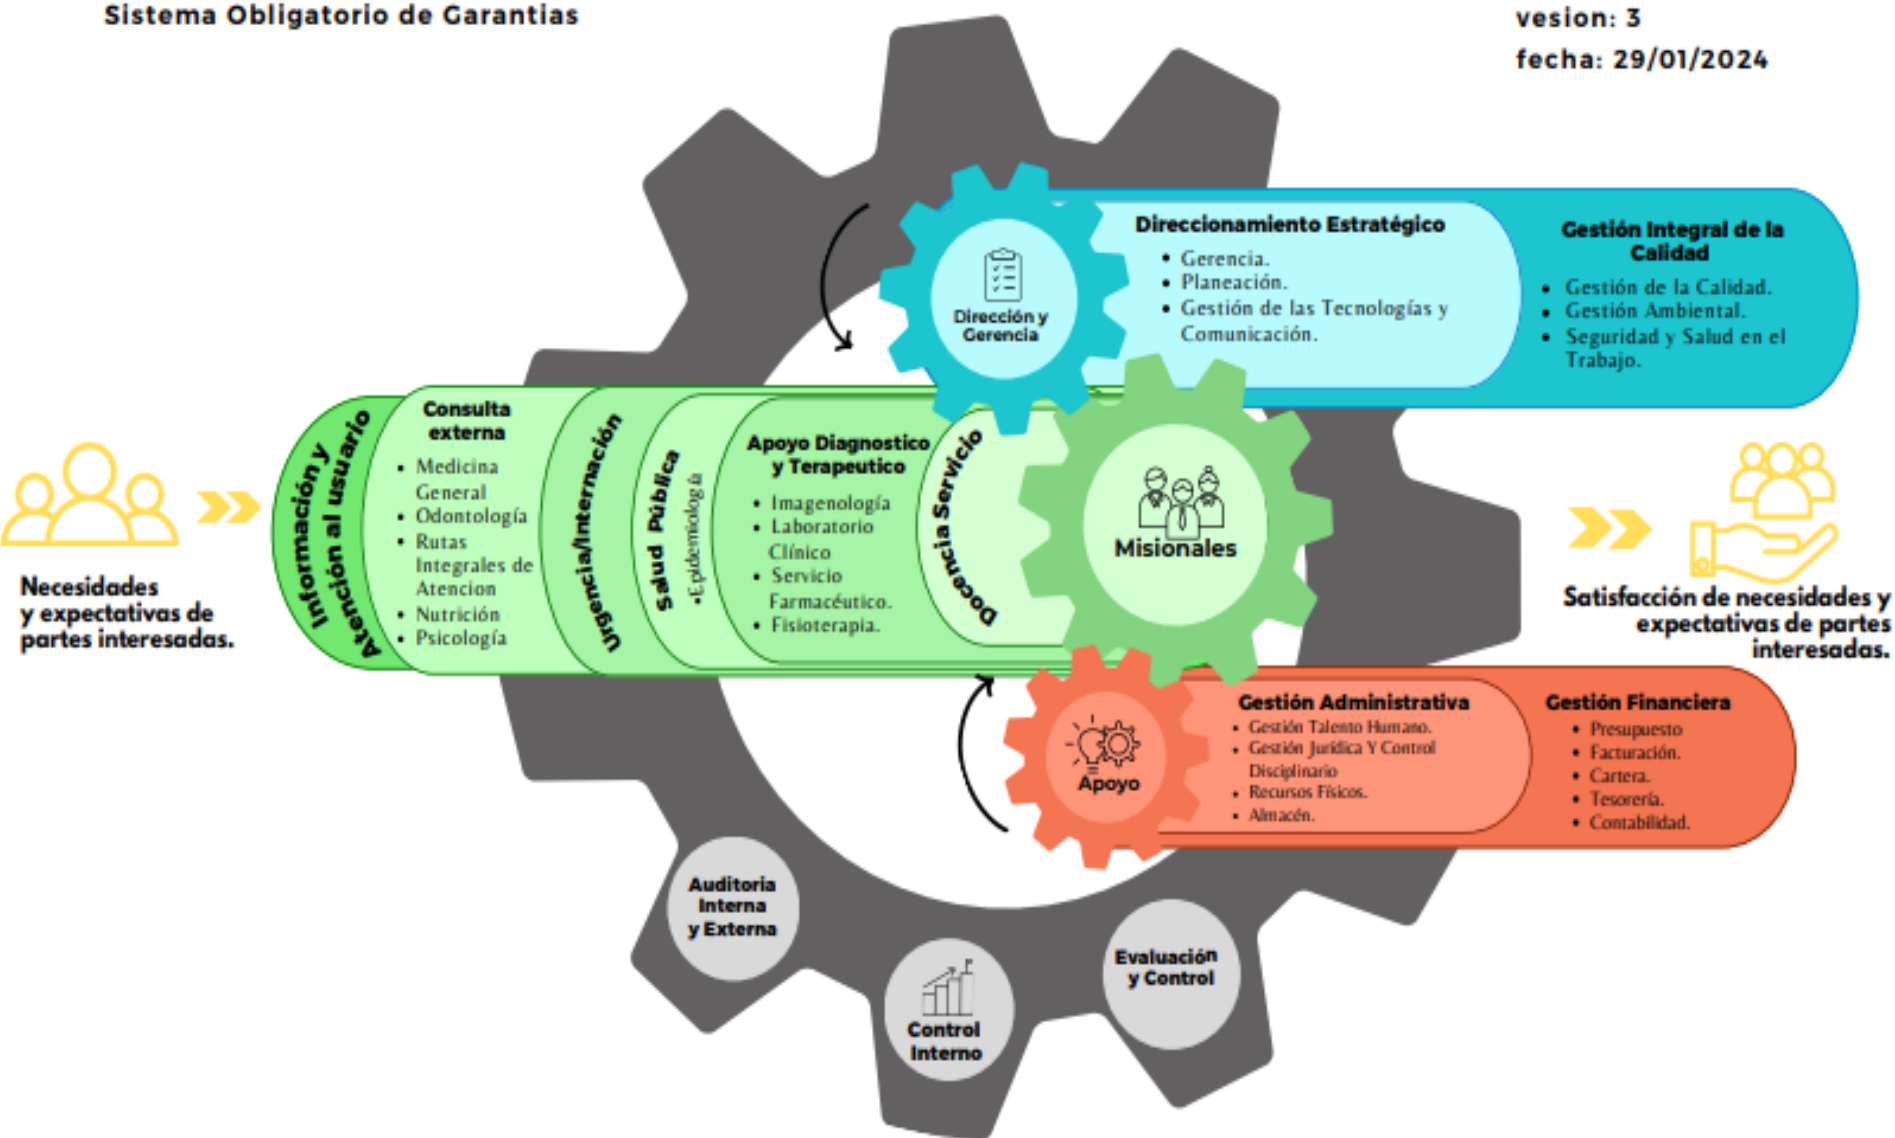 Sistema Obligatorio de Garantias
vesion: 3
fecha: 29/01/2024
Dirección y
Gerencia
Direccionamiento Estratégico
• Gerencia.
• Planeación.
• Gestión de las Tecnologías y
Comunicación.
Gestión Integral de la
Calidad
• Gestión de la Calidad.
• Gestión Ambiental.
• Seguridad y Salud en el
Trabajo.
Necesidades
y expectativas de
partes interesadas.
Información y
Atención al usuario
Consulta
externa
• Medicina
General
• Odontología
• Rutas
Integrales de
Atencion
• Nutrición
• Psicología
Urgencia/Internación
Salud Pública
•Epidemiología
Apoyo Diagnostico
y Terapeutico
• Imagenología
• Laboratorio
Clínico
• Servicio
Farmacéutico.
• Fisioterapia.
Docencia Servicio
Misionales
Satisfacción de necesidades y
expectativas de partes
interesadas.
Apoyo
Gestión Administrativa
• Gestión Talento Humano.
• Gestión Jurídica Y Control
Disciplinario
• Recursos Físicos.
• Almacén.
Gestión Financiera
• Presupuesto
• Facturación.
• Cartera.
• Tesorería.
• Contabilidad.
Auditoria
Interna
y Externa
Control
Interno
Evaluación
y Control